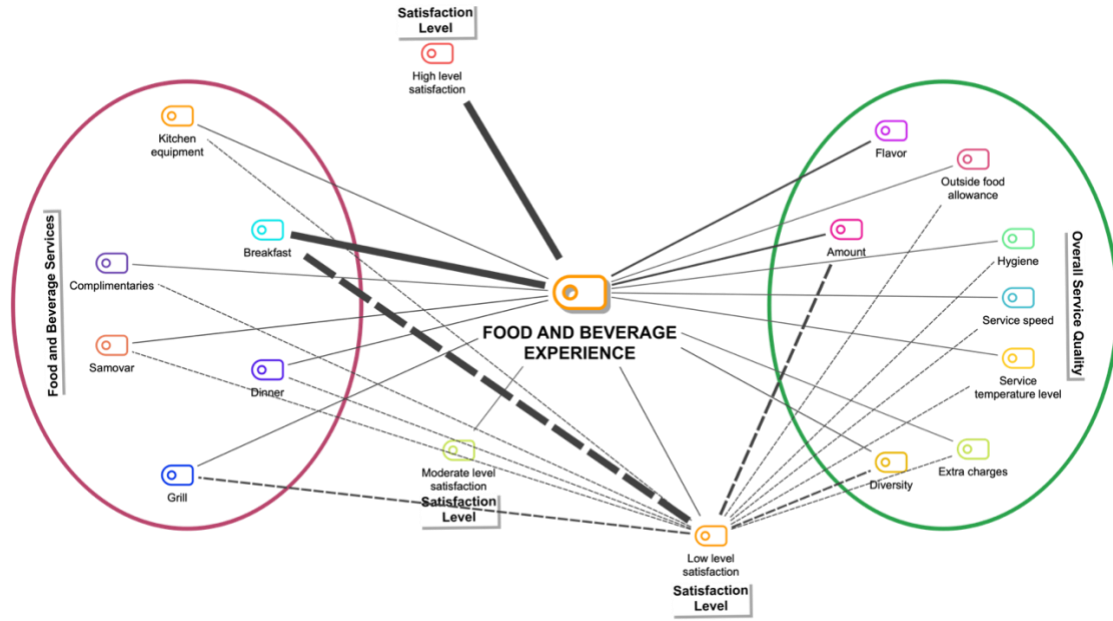 Satisfaction
Level
High level
satisfaction
Kitchen
equipment
Flavor
Outside food
allowance
Breakfast
Amount
Hygiene
Complimentaries
Food and Beverage Services
Overall Service Quality
Service speed
FOOD AND BEVERAGE
EXPERIENCE
Samovar
Dinner
Service
temperature level
Moderate level
satisfaction
Satisfaction
Level
Extra charges
Diversity
Grill
Low level
satisfaction
Satisfaction
Level